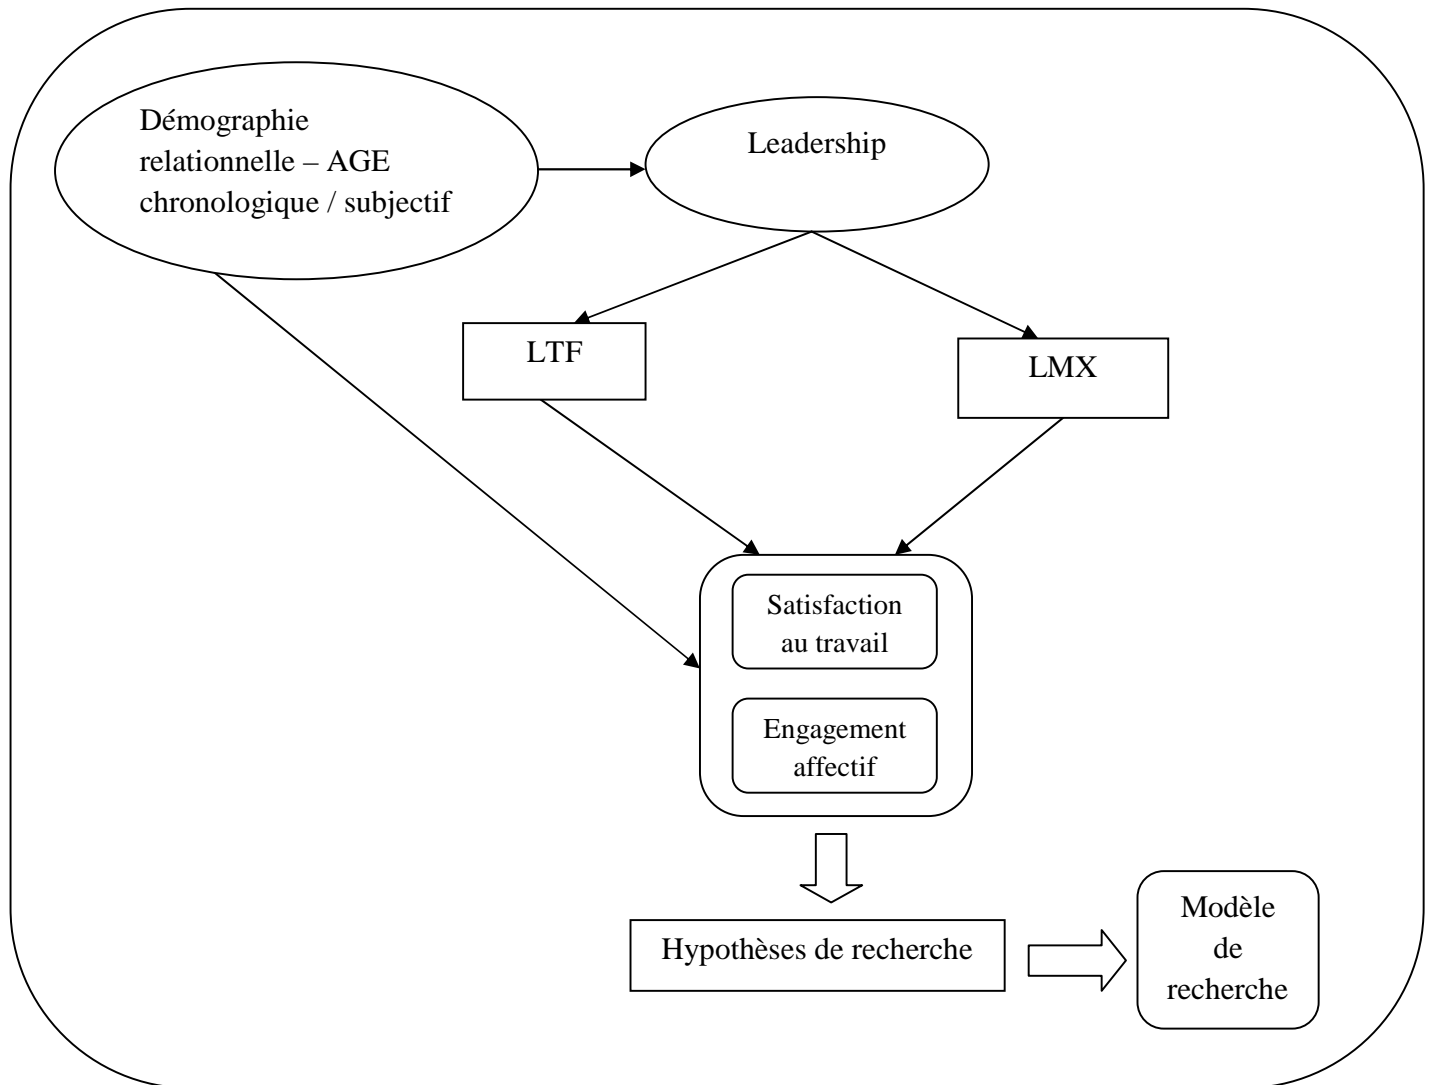 Démographie
relationnelle – AGE
chronologique / subjectif
Leadership
LTF
LMX
Satisfaction
au travail
Engagement
affectif
Hypothèses de recherche
Modèle
de
recherche